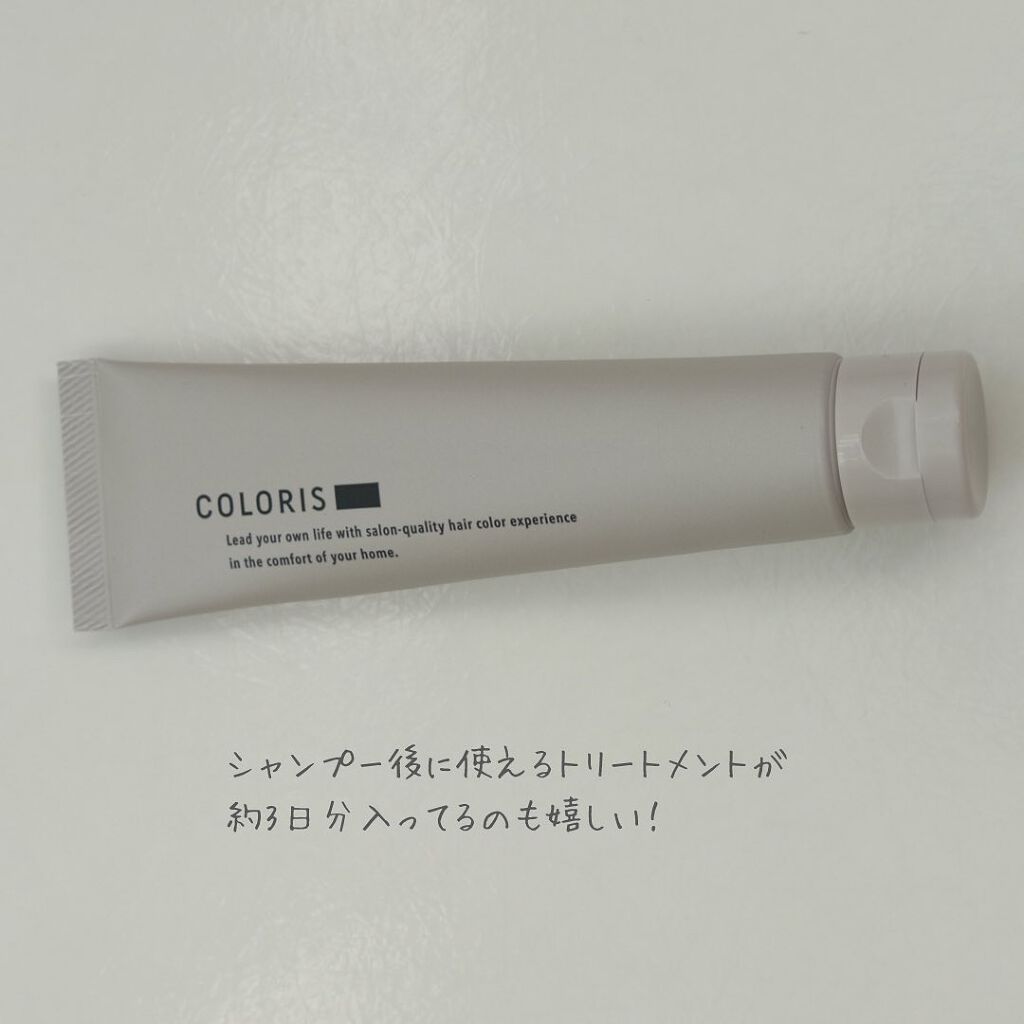 COLORIS
Lead your own life with salon-quality hair color experience
in the comfort of your home.
シャンプー後に使えるトリートメントが
約3日分入ってるのも嬉しい!